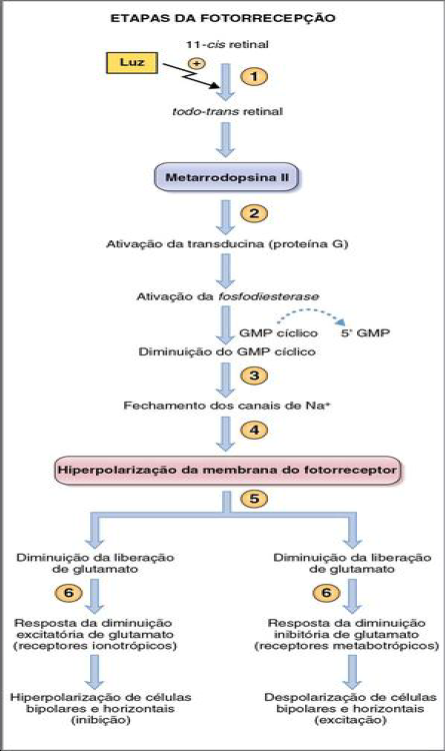 ETAPAS DA FOTORRECEPÇÃO
11-cis retinal
Luz
+
1
todo-trans retinal
Metarrodopsina II
2
Ativação da transducina (proteína G)
Ativação da fosfodiesterase
GMP cíclico 5' GMP
Diminuição do GMP cíclico
3
Fechamento dos canais de Na+
4
Hiperpolarização da membrana do fotorreceptor
5
Diminuição da liberação
de glutamato
6
Resposta da diminuição
excitatória de glutamato
(receptores ionotrópicos)
Hiperpolarização de células
bipolares e horizontais
(inibição)
Diminuição da liberação
de glutamato
6
Resposta da diminuição
inibitória de glutamato
(receptores metabotrópicos)
Despolarização de células
bipolares e horizontais
(excitação)